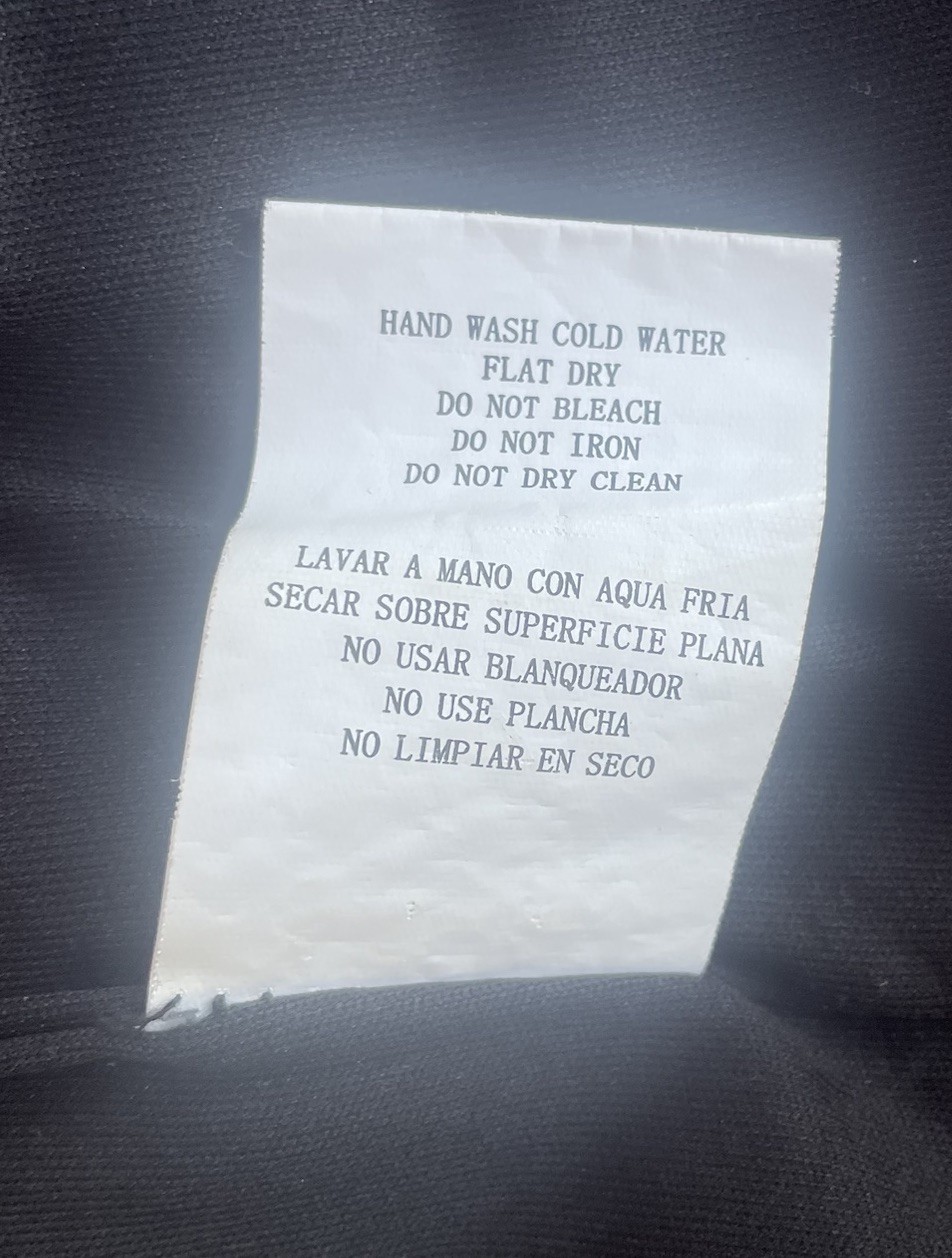 HAND WASH COLD WATER
FLAT DRY
DO NOT BLEACH
DO NOT IRON
DO NOT DRY CLEAN
LAVAR A MANO CON AQUA FRIA
SECAR SOBRE SUPERFICIE PLANA
NO USAR BLANQUEADOR
NO USE PLANCHA
NO LIMPIAR EN SECO